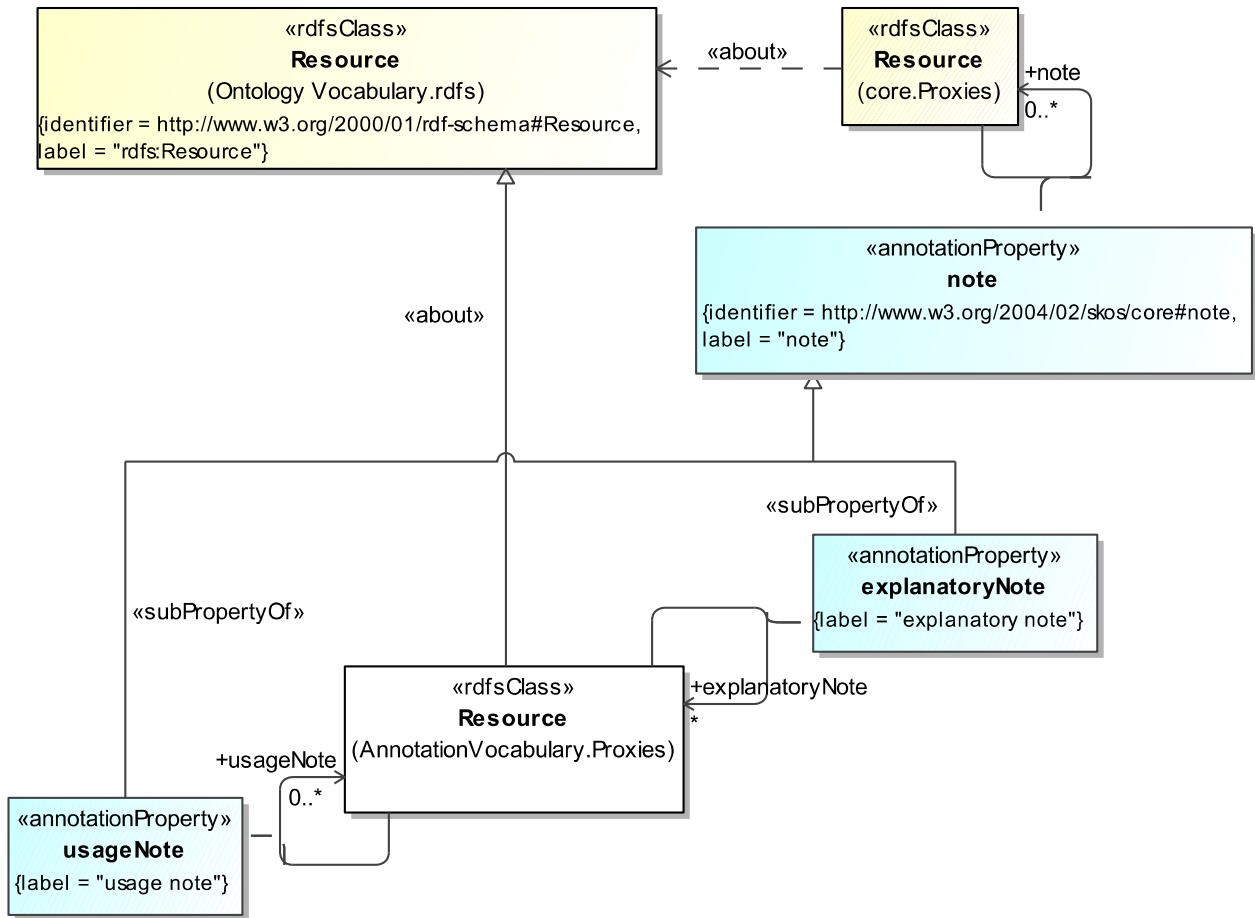 «rdfsClass»
Resource
(Ontology Vocabulary.rdfs)
{identifier = http://www.w3.org/2000/01/rdf-schema#Resource,
label = "rdfs:Resource"}
«about»
«rdfsClass»
Resource
(core.Proxies)
+note
0..*
«annotationProperty»
note
{identifier = http://www.w3.org/2004/02/skos/core#note,
label = "note"}
«about»
«subPropertyOf»
«annotationProperty»
explanatoryNote
{label = "explanatory note"}
«subPropertyOf»
«rdfsClass»
Resource
(AnnotationVocabulary.Proxies)
+explanatoryNote
*
+usageNote
0..*
«annotationProperty»
usageNote
{label = "usage note"}